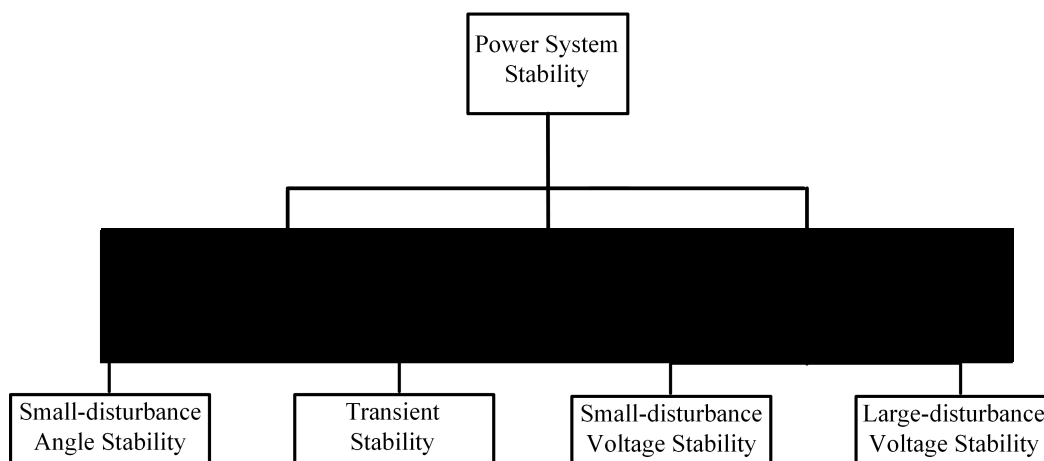 Power System
Stability
Small-disturbance
Angle Stability
Transient
Stability
Small-disturbance
Voltage Stability
Large-disturbance
Voltage Stability